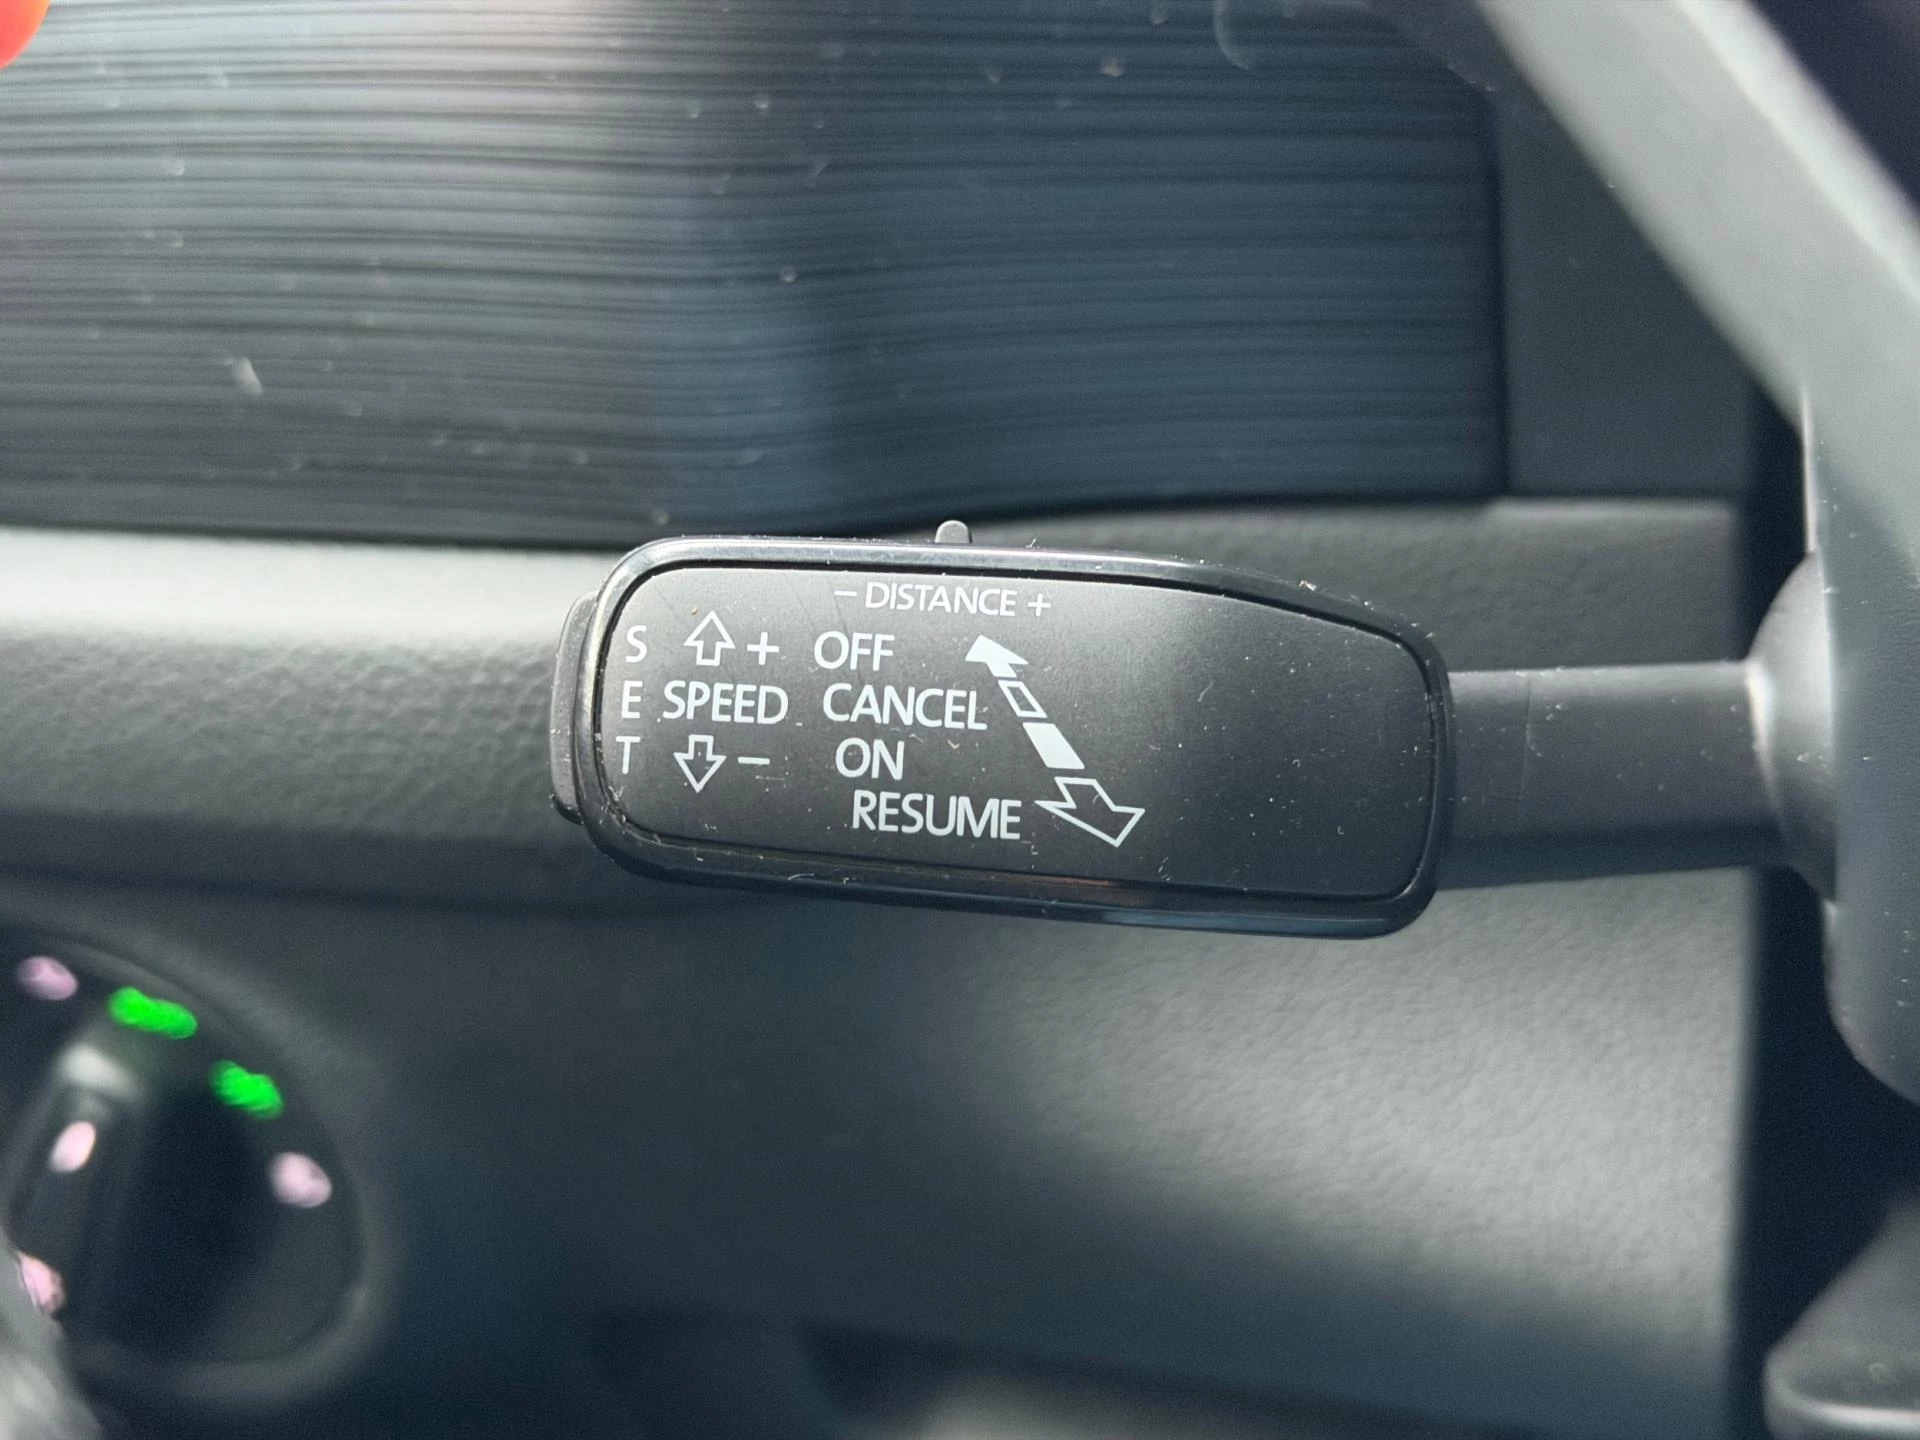 – DISTANCE +
S + OFF
E SPEED CANCEL
T – ON
RESUME